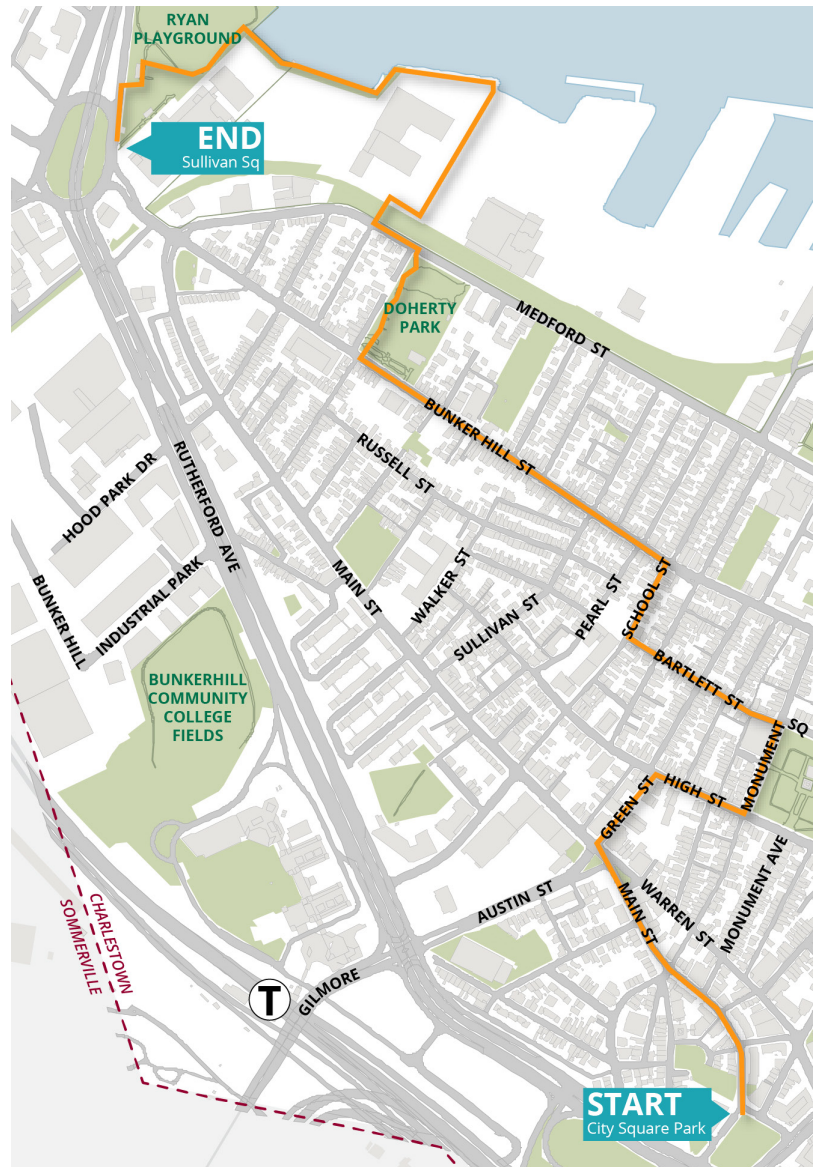 RYAN
PLAYGROUND
END
Sullivan Sq
DOHERTY
PARK
MEDFORD ST
BUNKER HILL ST
RUSSELL ST
HOOD PARK DR
RUTHERFORD AVE
INDUSTRIAL PARK
BUNKER HILL
MAIN ST
WALKER ST
SULLIVAN ST
PEARL ST
SCHOOL ST
BARTLETT ST
MONUMENT SQ
BUNKERHILL
COMMUNITY
COLLEGE
FIELDS
GREEN ST
HIGH ST
MONUMENT AVE
WARREN ST
MAIN ST
AUSTIN ST
GILMORE
T
CHARLESTOWN
SOMMERVILLE
START
City Square Park